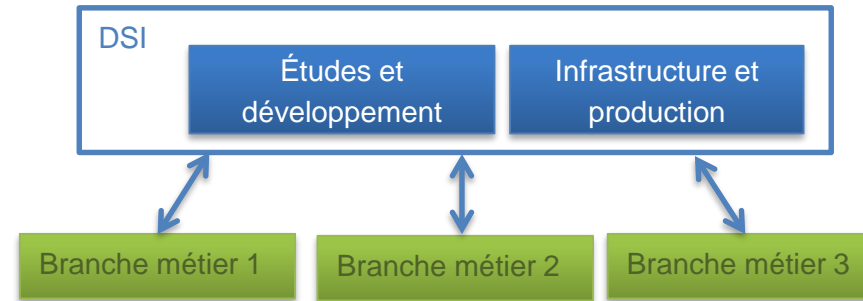 DSI
Études et
développement
Infrastructure et
production
Branche métier 1
Branche métier 2
Branche métier 3